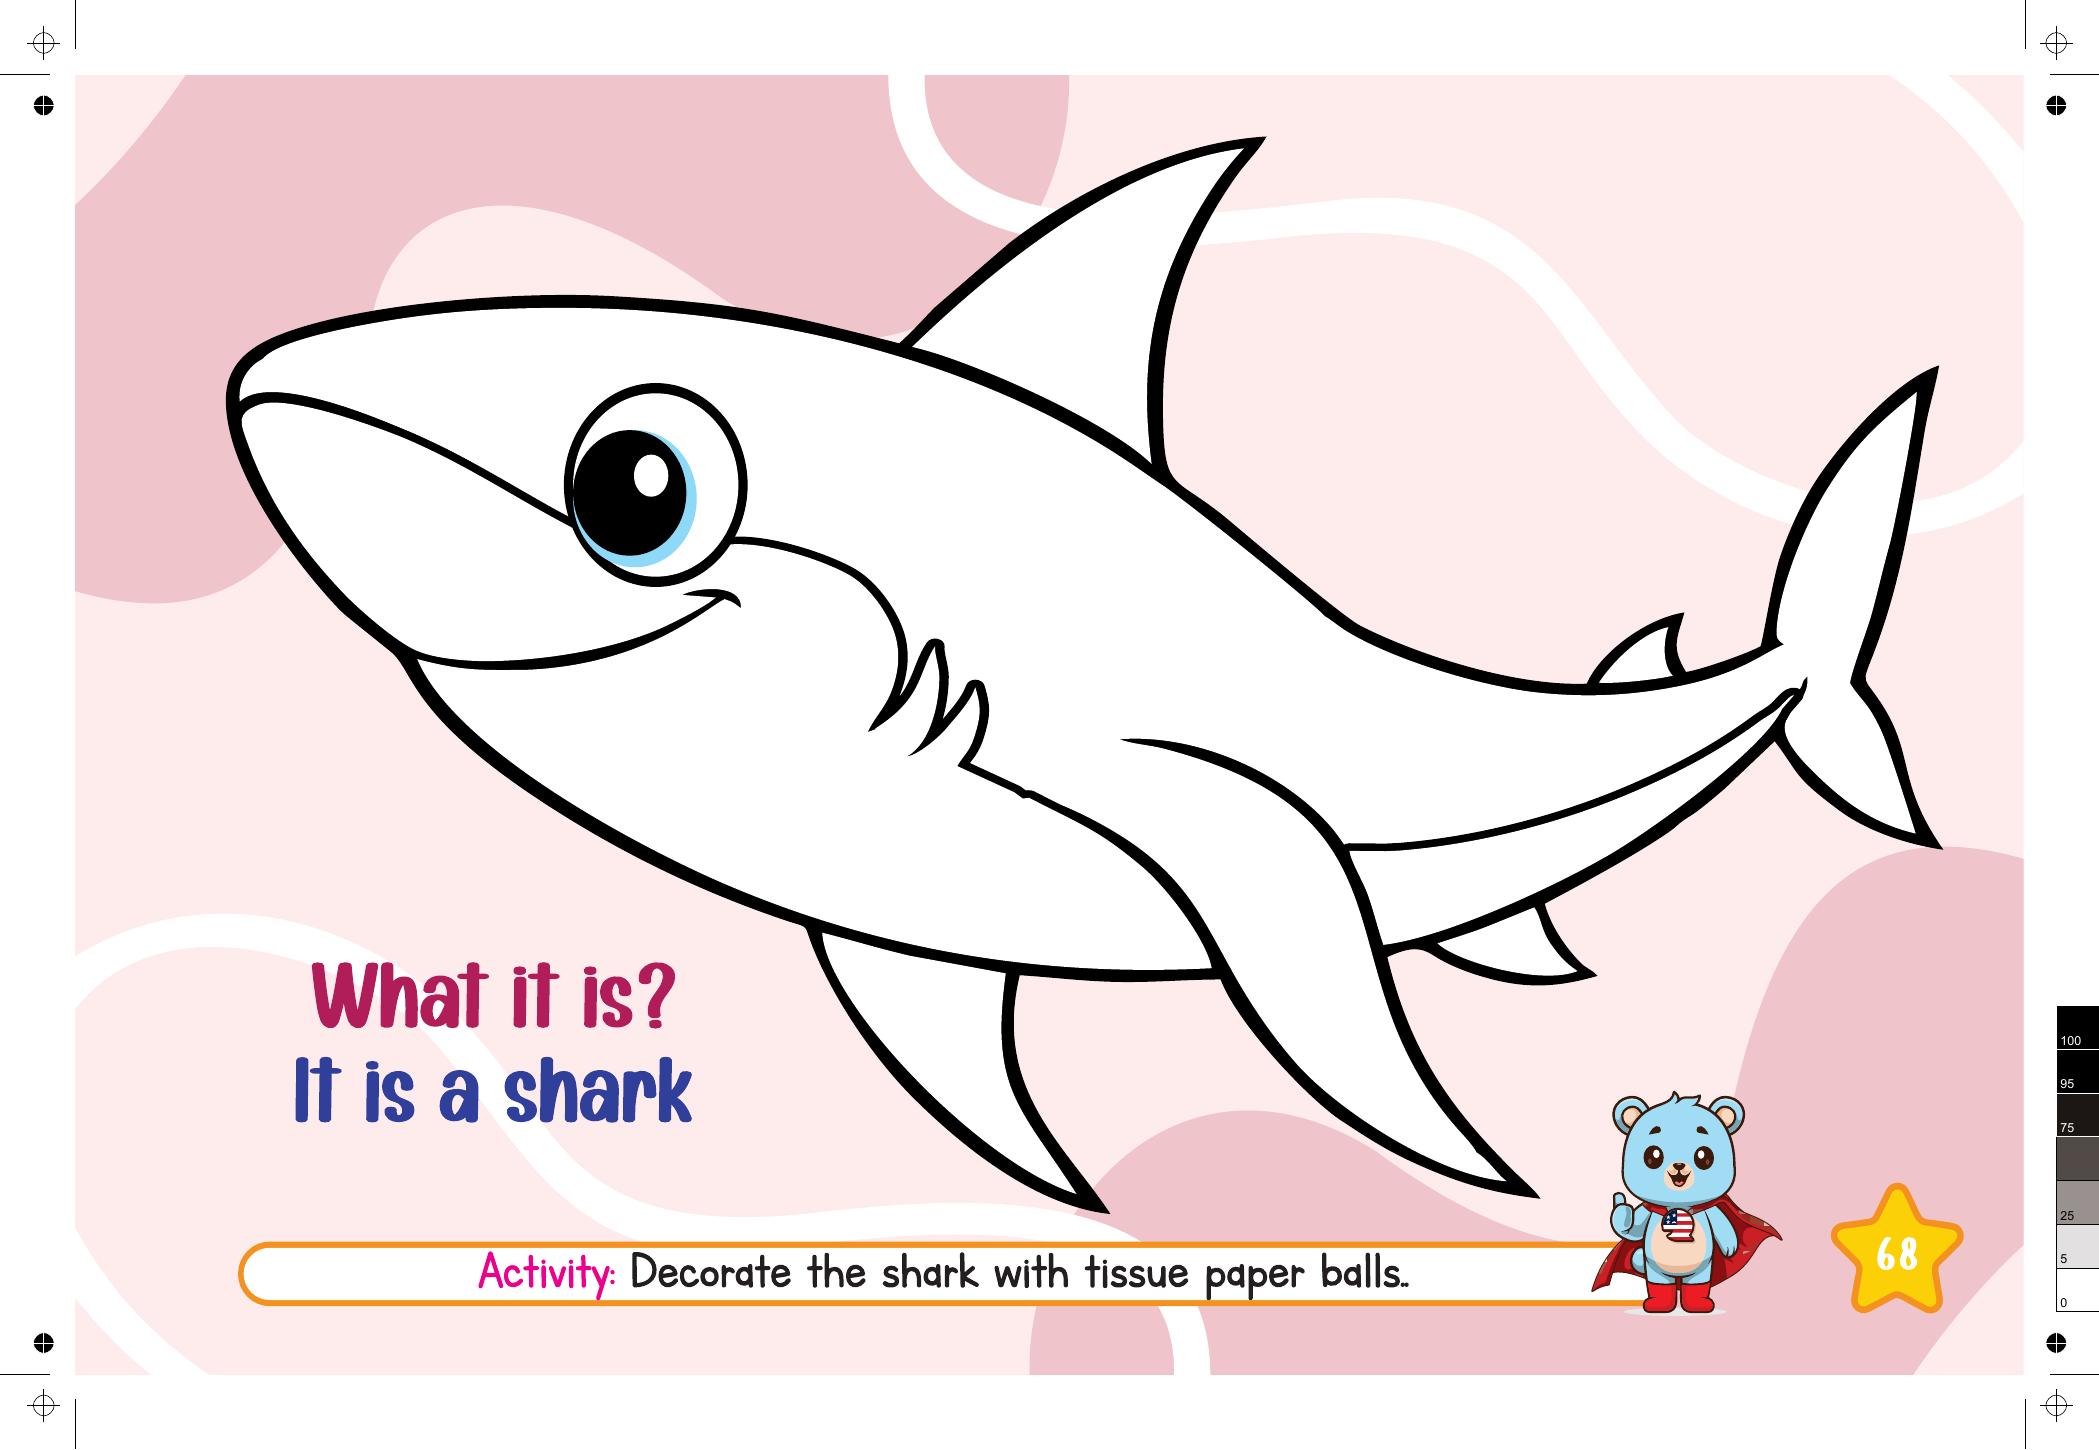 What it is?
It is a shark
Activity: Decorate the shark with tissue paper balls..
68
100
95
75
25
5
0